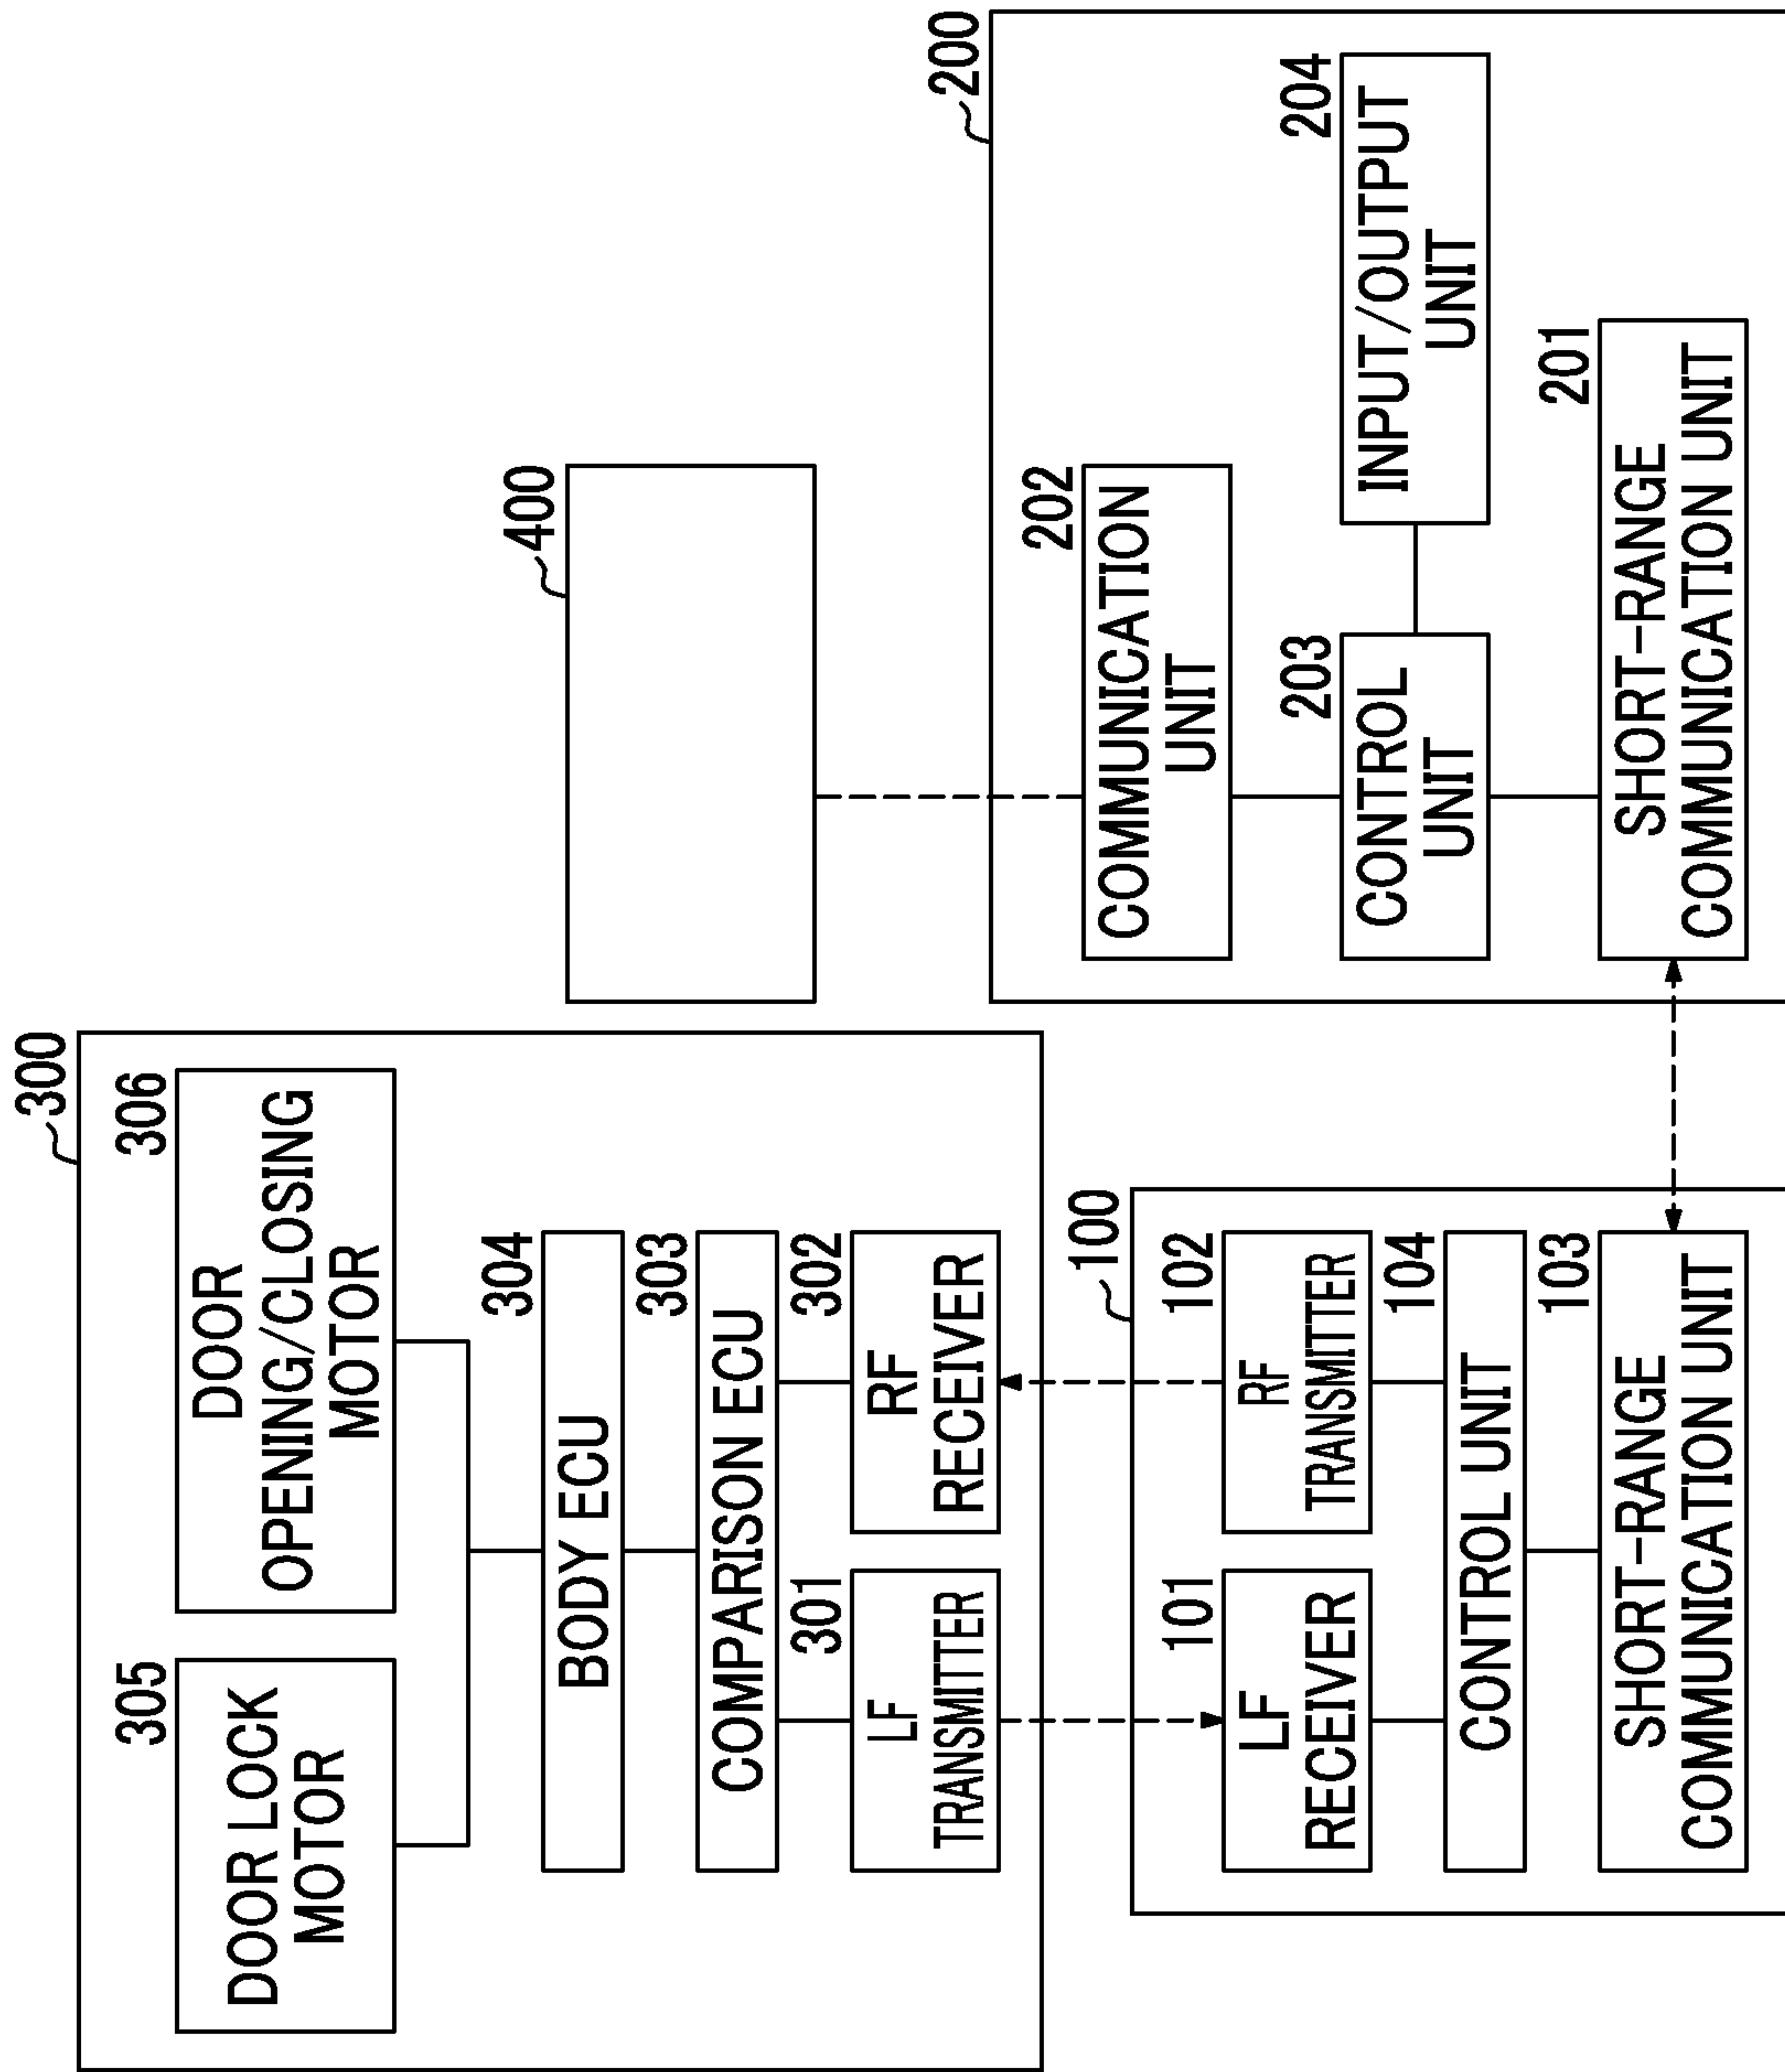 300
305
DOOR LOCK
MOTOR
306
DOOR
OPENING/CLOSING
MOTOR
304
BODY ECU
303
COMPARISON ECU
301
LF
TRANSMITTER
302
RF
RECEIVER
100
101
LF
RECEIVER
102
RF
TRANSMITTER
104
CONTROL UNIT
103
SHORT-RANGE
COMMUNICATION UNIT
400
200
202
COMMUNICATION
UNIT
203
CONTROL
UNIT
204
INPUT/OUTPUT
UNIT
201
SHORT-RANGE
COMMUNICATION UNIT